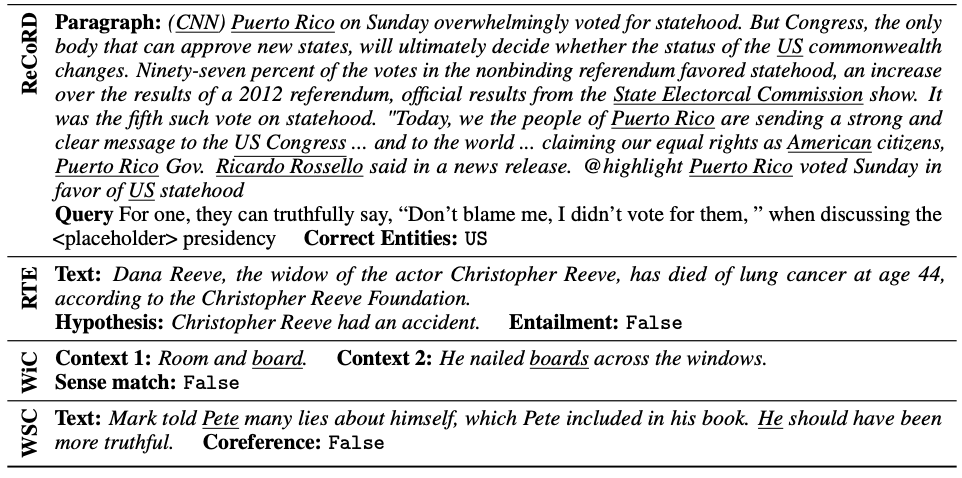 ReCoRD
Paragraph: (CNN) Puerto Rico on Sunday overwhelmingly voted for statehood. But Congress, the only
body that can approve new states, will ultimately decide whether the status of the US commonwealth
changes. Ninety-seven percent of the votes in the nonbinding referendum favored statehood, an increase
over the results of a 2012 referendum, official results from the State Electorcal Commission show. It
was the fifth such vote on statehood. "Today, we the people of Puerto Rico are sending a strong and
clear message to the US Congress ... and to the world ... claiming our equal rights as American citizens,
Puerto Rico Gov. Ricardo Rossello said in a news release. @highlight Puerto Rico voted Sunday in
favor of US statehood
Query For one, they can truthfully say, “Don’t blame me, I didn’t vote for them, ” when discussing the
<placeholder> presidency Correct Entities: US
RTE
Text: Dana Reeve, the widow of the actor Christopher Reeve, has died of lung cancer at age 44,
according to the Christopher Reeve Foundation.
Hypothesis: Christopher Reeve had an accident. Entailment: False
WiC
Context 1: Room and board. Context 2: He nailed boards across the windows.
Sense match: False
WSC
Text: Mark told Pete many lies about himself, which Pete included in his book. He should have been
more truthful. Coreference: False